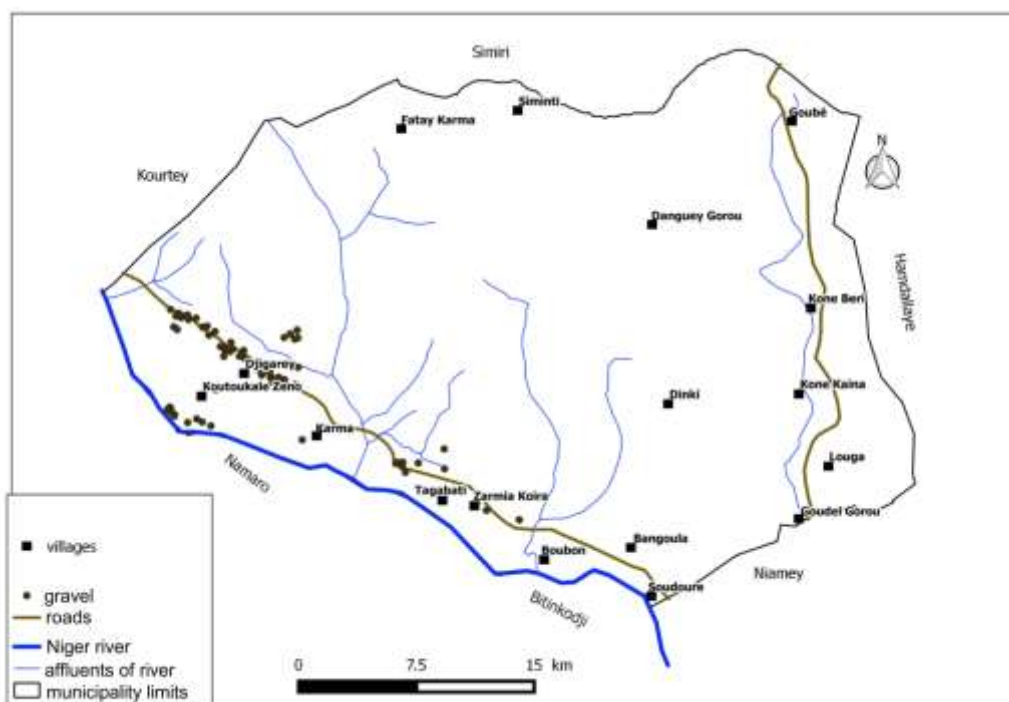 Simiri
Siminti
Fatay Karma
Goubé
N
Kourtey
Danguey Gorou
Hamdallaye
Kone Beri
Djigarey
Koutoukale Zeno
Kone Kaina
Dinki
Karma
Namaro
Louga
Tagabati
Zarmia Koira
Goudel Gorou
Bangoula
Boubon
Niamey
Soudoure
Bitinkodji
villages
gravel
roads
Niger river
affluents of river
municipality limits
0 7.5 15 km